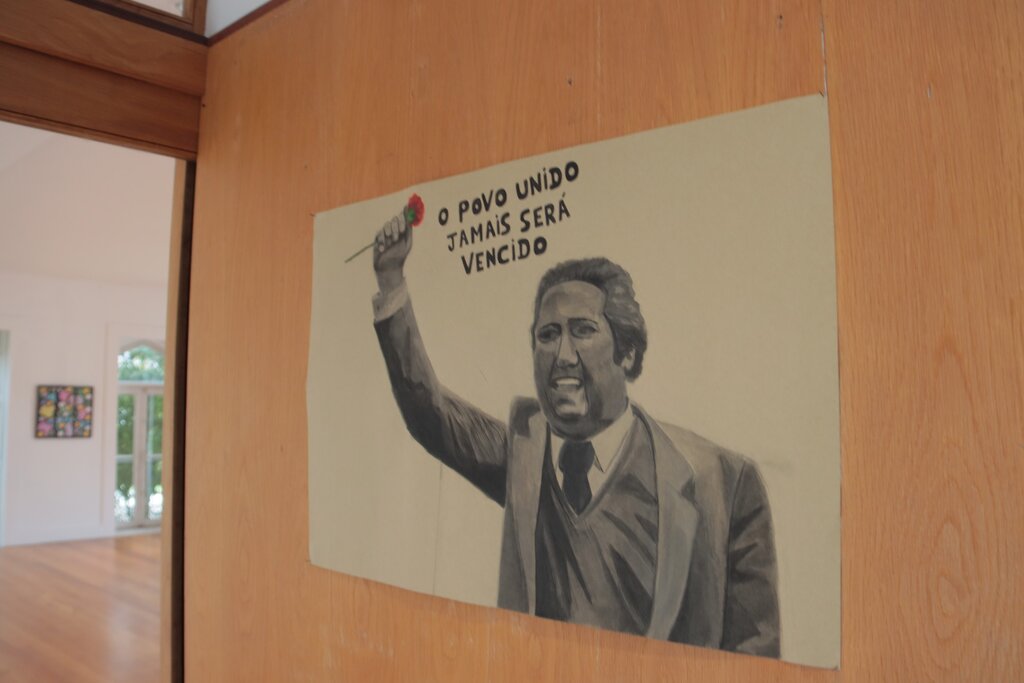 O POVO UNIDO
JAMAIS SERÁ
VENCIDO